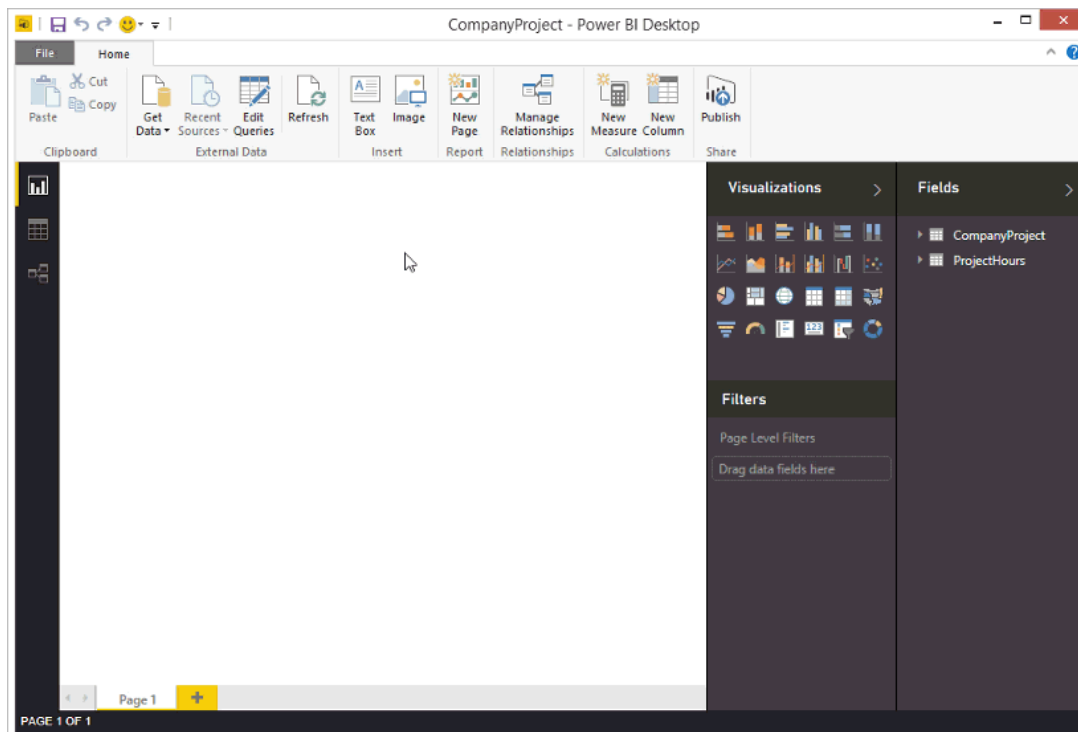 CompanyProject - Power BI Desktop
File Home
Cut
Copy
Paste
Get Data
Recent Sources
Edit Queries
Refresh
Text Box
Image
New Page
Manage Relationships
New Measure
New Column
Publish
Clipboard External Data Insert Report Relationships Calculations Share
Visualizations
Fields
CompanyProject
ProjectHours
123
Filters
Page Level Filters
Drag data fields here
Page 1
PAGE 1 OF 1